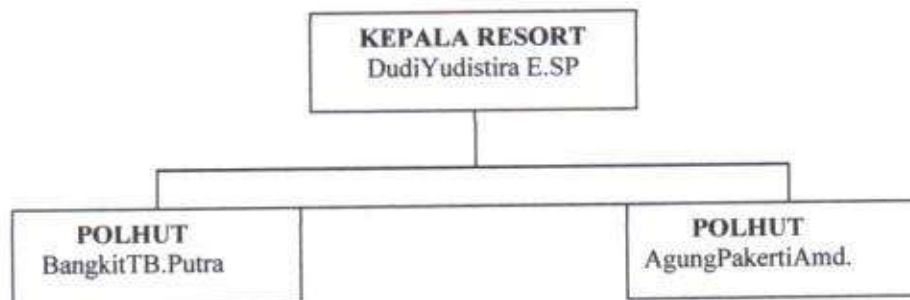 KEPALA RESORT
DudiYudistira E.SP
POLHUT
BangkitTB.Putra
POLHUT
AgungPakertiAmd.